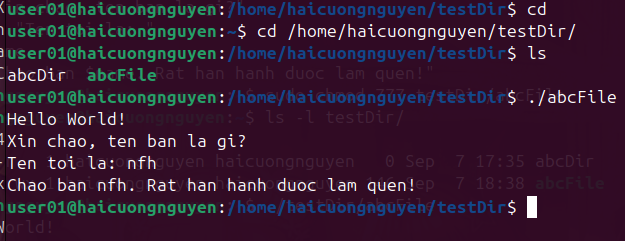 user01@haicuongnguyen:/home/haicuongnguyen/testDir$ cd
user01@haicuongnguyen:~$ cd /home/haicuongnguyen/testDir/
user01@haicuongnguyen:/home/haicuongnguyen/testDir$ ls
abcDir  abcFile
user01@haicuongnguyen:/home/haicuongnguyen/testDir$ ./abcFile
Hello World!
Xin chao, ten ban la gi?
Ten toi la: nfh
Chao ban nfh. Rat han hanh duoc lam quen!
user01@haicuongnguyen:/home/haicuongnguyen/testDir$